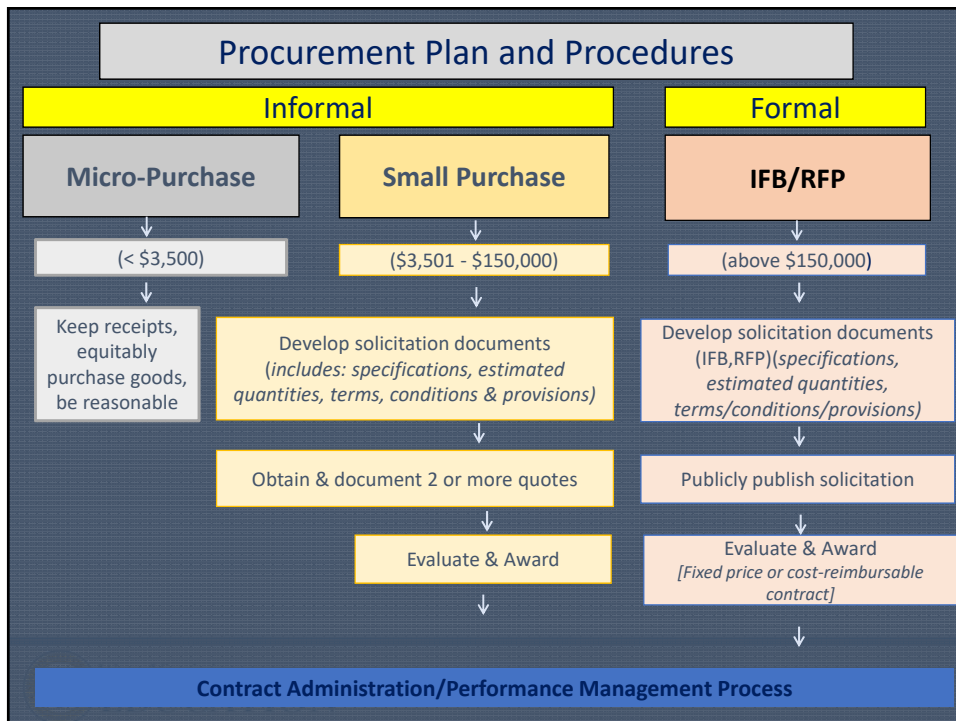 Procurement Plan and Procedures
Informal
Formal
Micro-Purchase
Small Purchase
IFB/RFP
(< $3,500)
($3,501 - $150,000)
(above $150,000)
Keep receipts,
equitably
purchase goods,
be reasonable
Develop solicitation documents
(includes: specifications, estimated
quantities, terms, conditions & provisions)
Develop solicitation documents
(IFB,RFP)(specifications,
estimated quantities,
terms/conditions/provisions)
Obtain & document 2 or more quotes
Publicly publish solicitation
Evaluate & Award
Evaluate & Award
[Fixed price or cost-reimbursable
contract]
Contract Administration/Performance Management Process